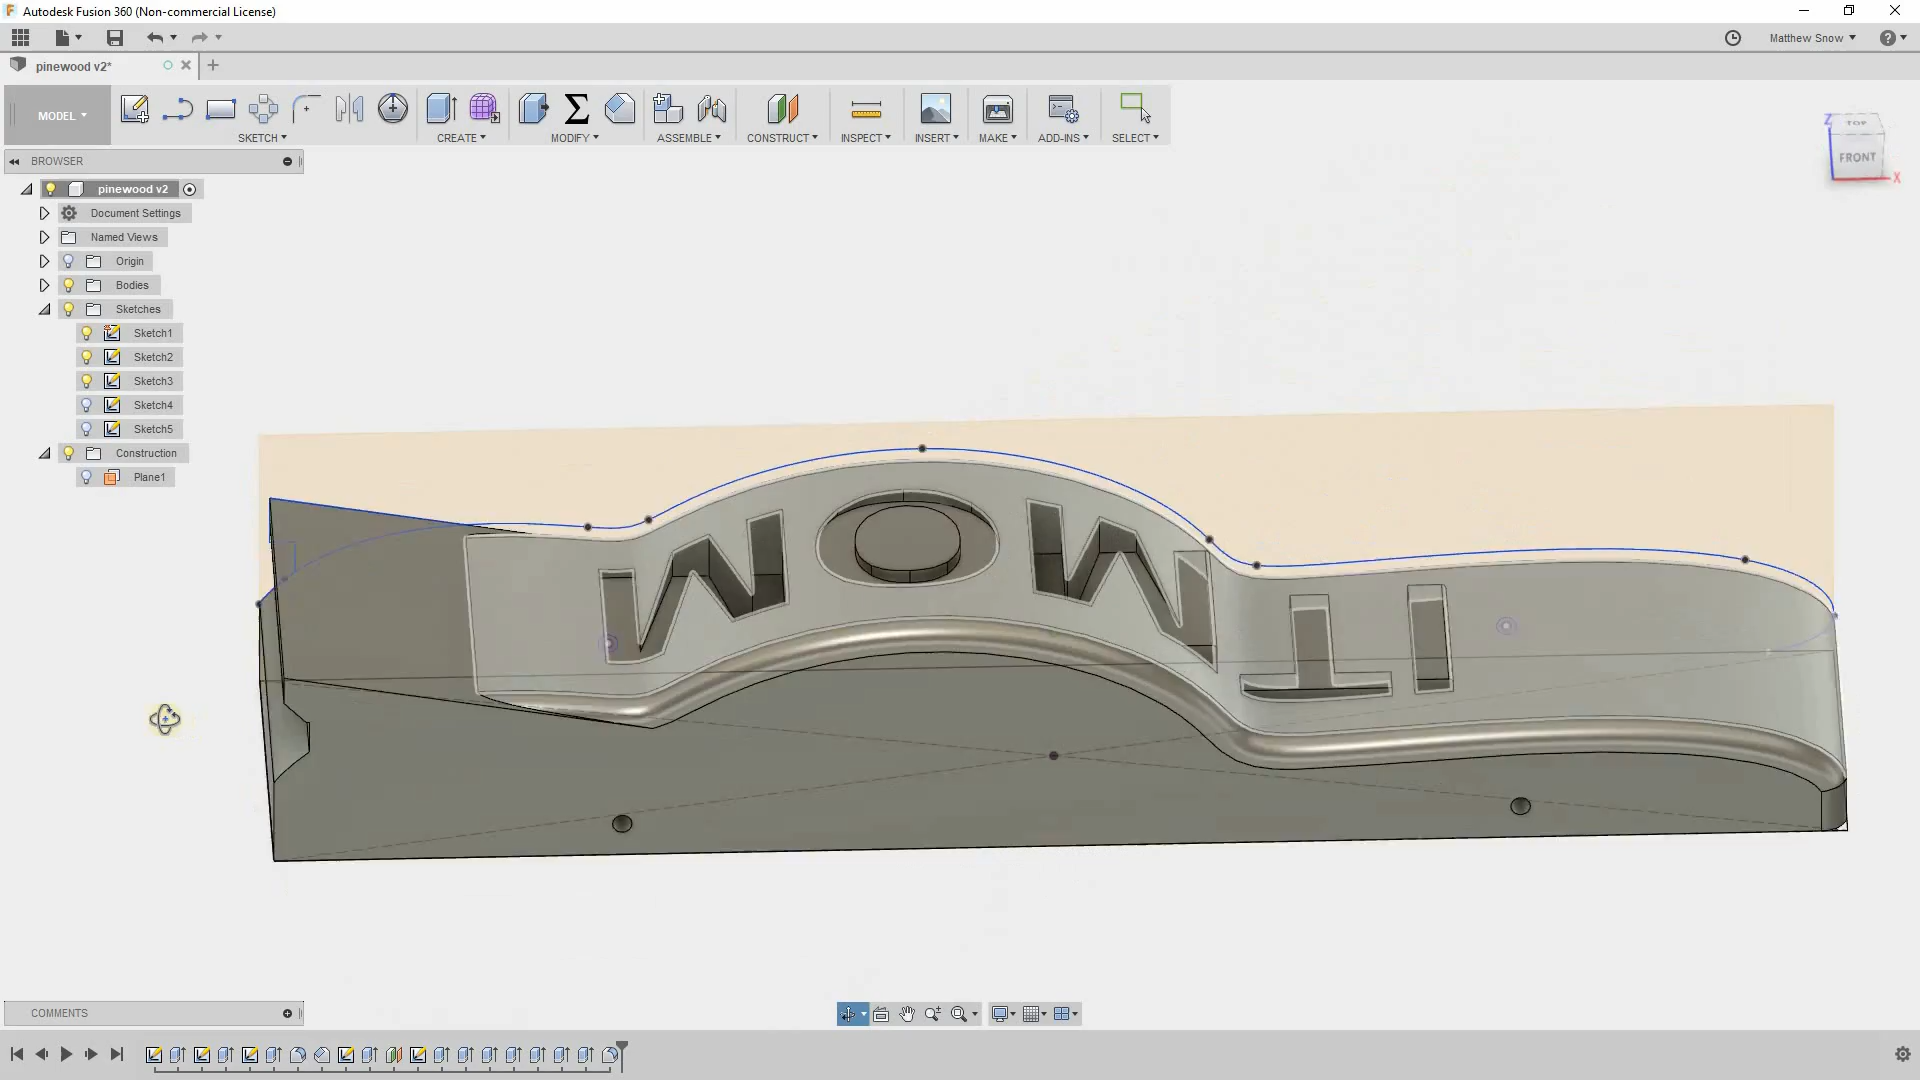 Autodesk Fusion 360 (Non-commercial License)
Matthew Snow
pinewood v2*
MODEL
SKETCH
CREATE
MODIFY
ASSEMBLE
CONSTRUCT
INSPECT
INSERT
MAKE
ADD-INS
SELECT
TOP
FRONT
Z
X
BROWSER
pinewood v2
Document Settings
Named Views
Origin
Bodies
Sketches
Sketch1
Sketch2
Sketch3
Sketch4
Sketch5
Construction
Plane1
COMMENTS